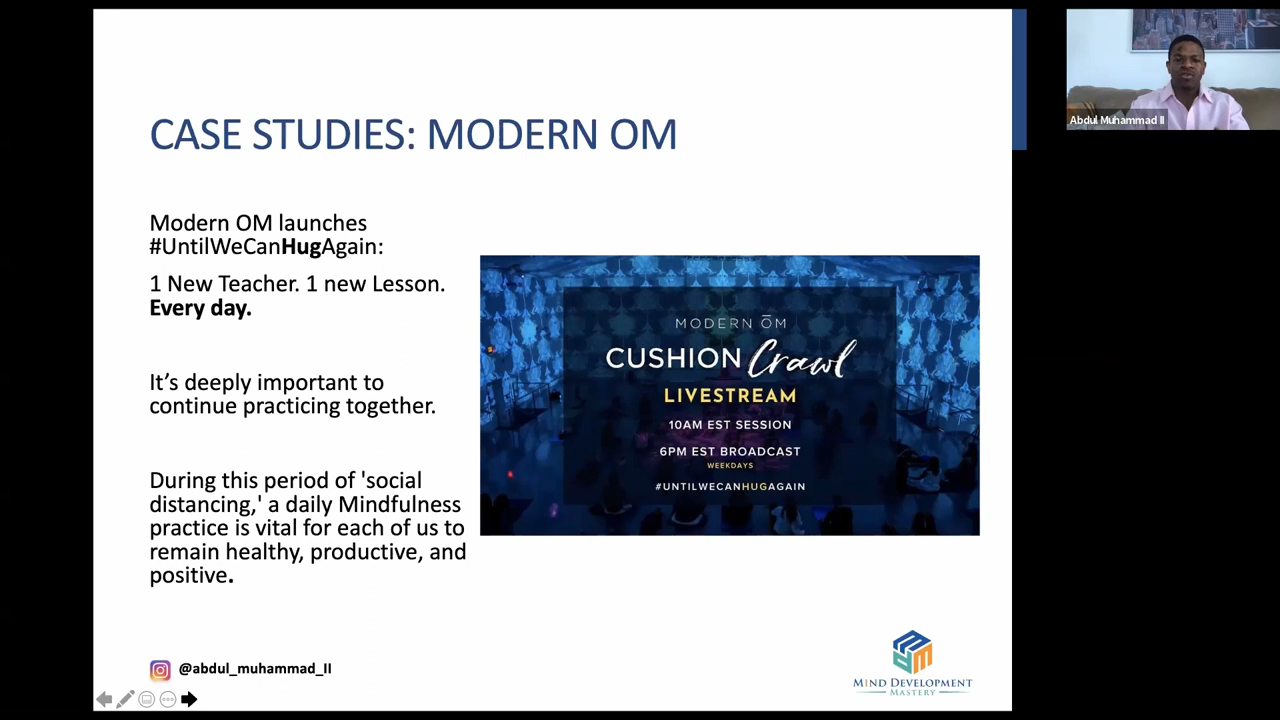 CASE STUDIES: MODERN OM
Modern OM launches
#UntilWeCanHugAgain:
1 New Teacher. 1 new Lesson.
Every day.
It’s deeply important to
continue practicing together.
During this period of 'social
distancing,' a daily Mindfulness
practice is vital for each of us to
remain healthy, productive, and
positive.
MODERN ŌM
CUSHION Crawl
LIVESTREAM
10AM EST SESSION
6PM EST BROADCAST
WEEKDAYS
#UNTILWECANHUGAGAIN
@abdul_muhammad_II
MIND DEVELOPMENT
MASTERY
Abdul Muhammad II